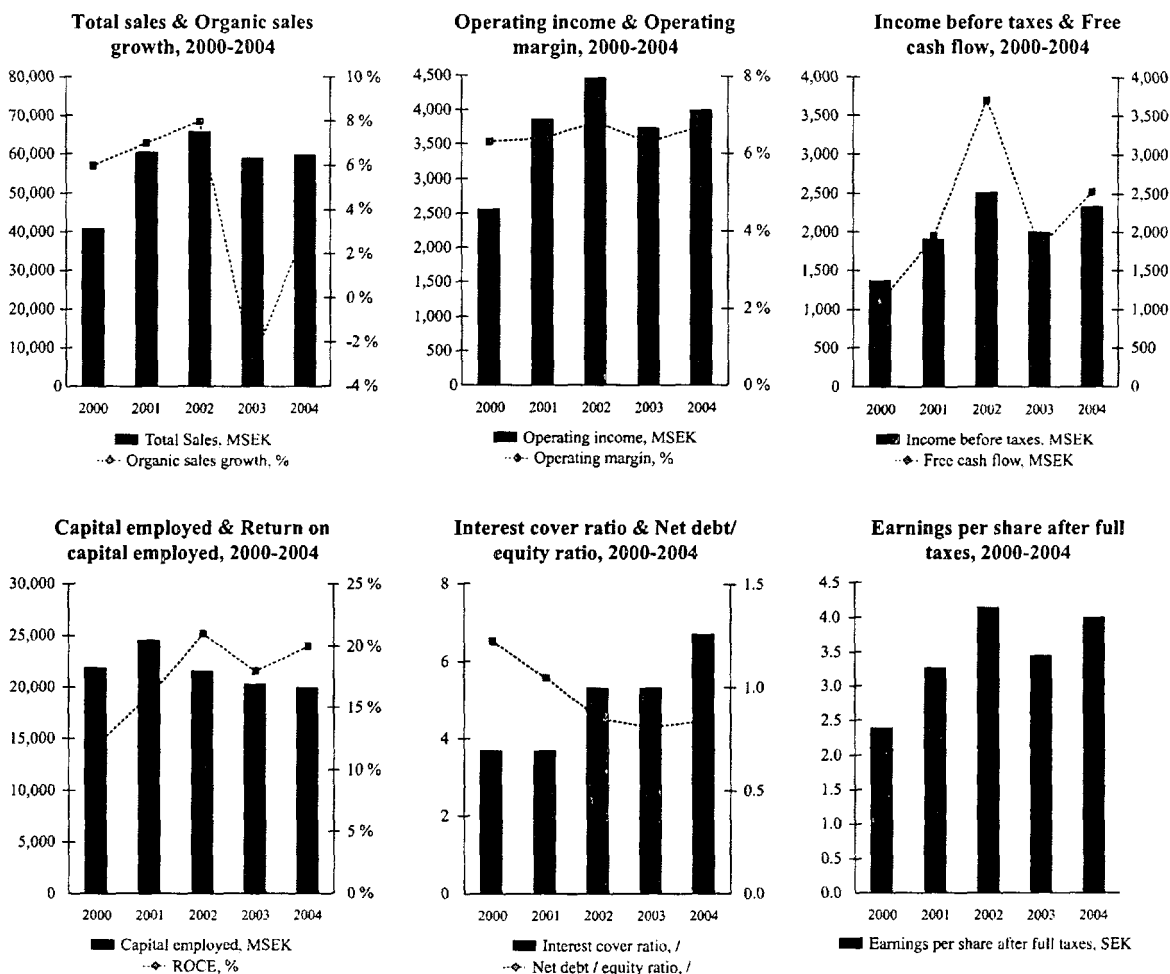 Total sales & Organic sales
growth, 2000-2004
80,000
70,000
60,000
50,000
40,000
30,000
20,000
10,000
0
10 %
8 %
6 %
4 %
2 %
0 %
-2 %
-4 %
2000 2001 2002 2003 2004
Total Sales, MSEK
Organic sales growth, %
Operating income & Operating
margin, 2000-2004
4,500
4,000
3,500
3,000
2,500
2,000
1,500
1,000
500
0
8 %
6 %
4 %
2 %
0 %
2000 2001 2002 2003 2004
Operating income, MSEK
Operating margin, %
Income before taxes & Free
cash flow, 2000-2004
4,000
3,500
3,000
2,500
2,000
1,500
1,000
500
0
4,000
3,500
3,000
2,500
2,000
1,500
1,000
500
0
2000 2001 2002 2003 2004
Income before taxes, MSEK
Free cash flow, MSEK
Capital employed & Return on
capital employed, 2000-2004
30,000
25,000
20,000
15,000
10,000
5,000
0
25 %
20 %
15 %
10 %
5 %
0 %
2000 2001 2002 2003 2004
Capital employed, MSEK
ROCE, %
Interest cover ratio & Net debt/
equity ratio, 2000-2004
8
6
4
2
0
1.5
1.0
0.5
0.0
2000 2001 2002 2003 2004
Interest cover ratio, /
Net debt / equity ratio, /
Earnings per share after full
taxes, 2000-2004
4.5
4.0
3.5
3.0
2.5
2.0
1.5
1.0
0.5
0.0
2000 2001 2002 2003 2004
Earnings per share after full taxes, SEK